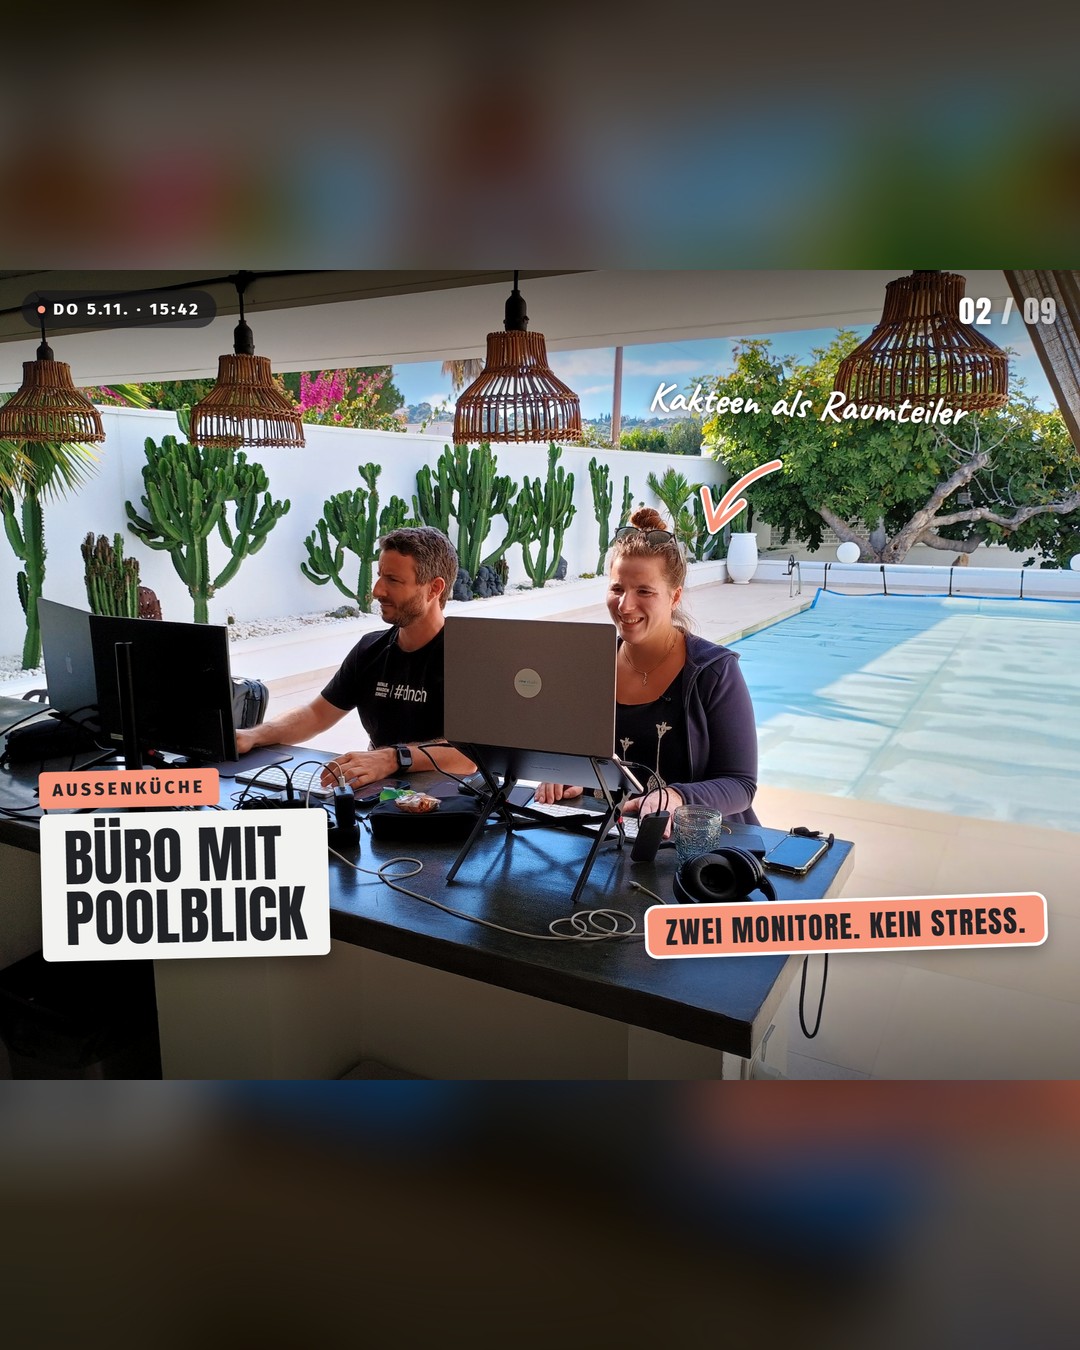 DO 5.11. · 15:42
02 / 09
Kakteen als Raumteiler
#dnch
AUSSENKÜCHE
BÜRO MIT
POOLBLICK
ZWEI MONITORE. KEIN STRESS.